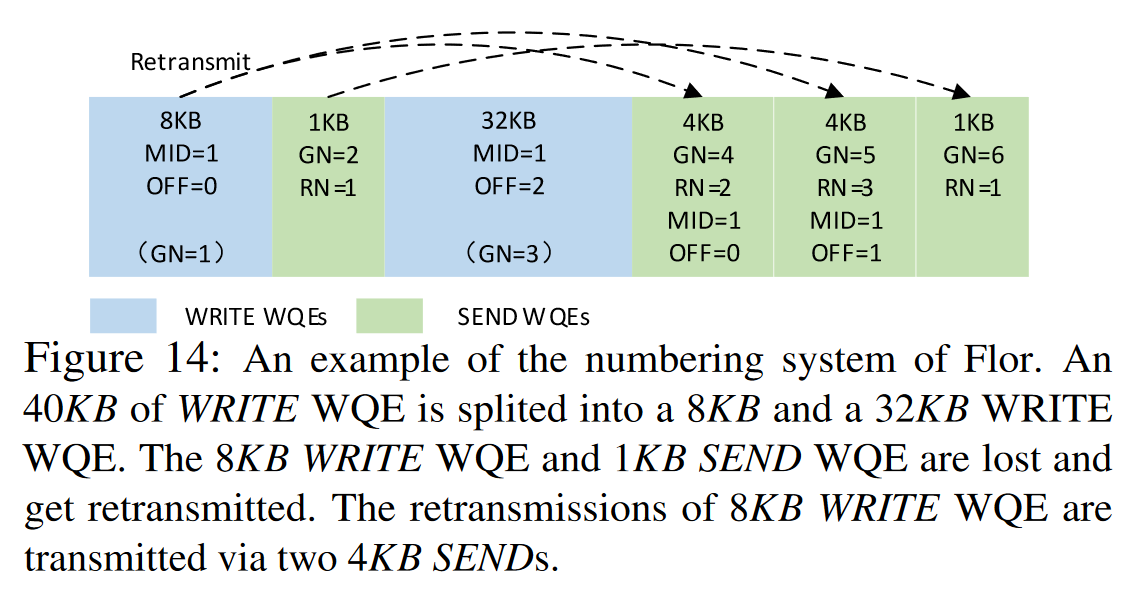 Retransmit
8KB
MID=1
OFF=0
(GN=1)
1KB
GN=2
RN=1
32KB
MID=1
OFF=2
(GN=3)
4KB
GN=4
RN=2
MID=1
OFF=0
4KB
GN=5
RN=3
MID=1
OFF=1
1KB
GN=6
RN=1
WRITE WQEs
SEND WQEs
Figure 14: An example of the numbering system of Flor. An
40KB of WRITE WQE is splited into a 8KB and a 32KB WRITE
WQE. The 8KB WRITE WQE and 1KB SEND WQE are lost and
get retransmitted. The retransmissions of 8KB WRITE WQE are
transmitted via two 4KB SENDs.